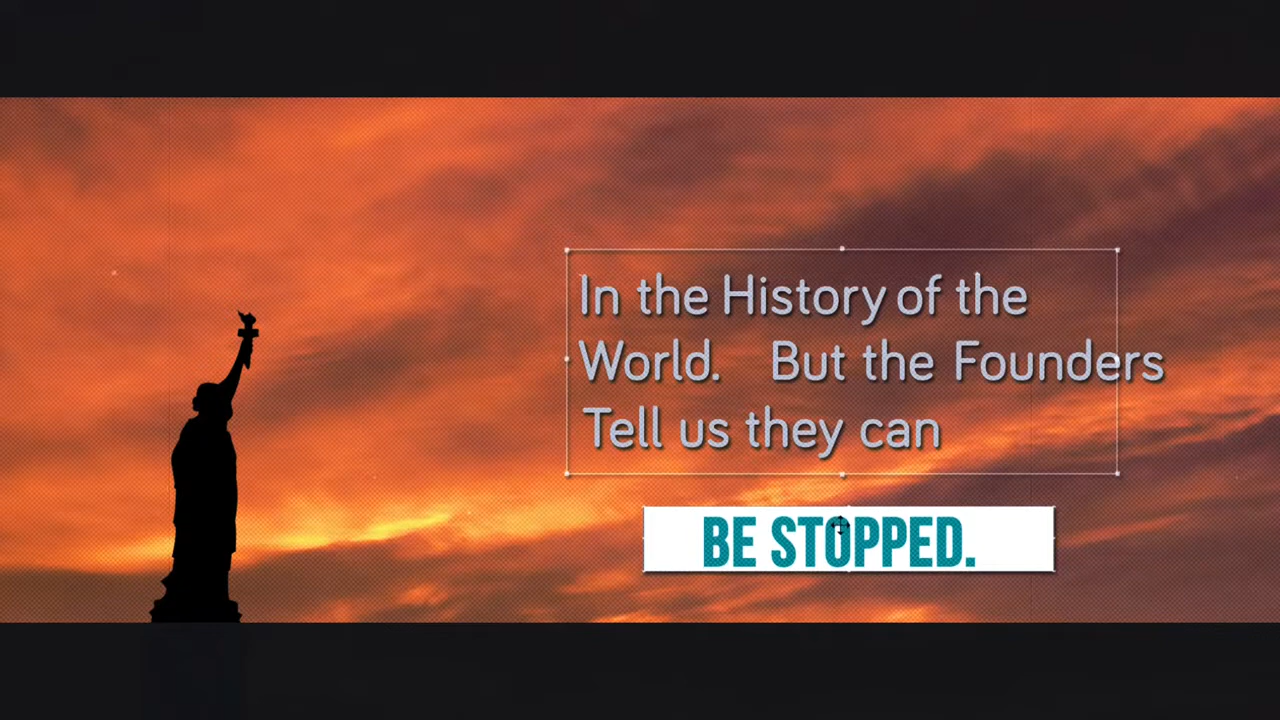 In the History of the
World. But the Founders
Tell us they can
BE STOPPED.